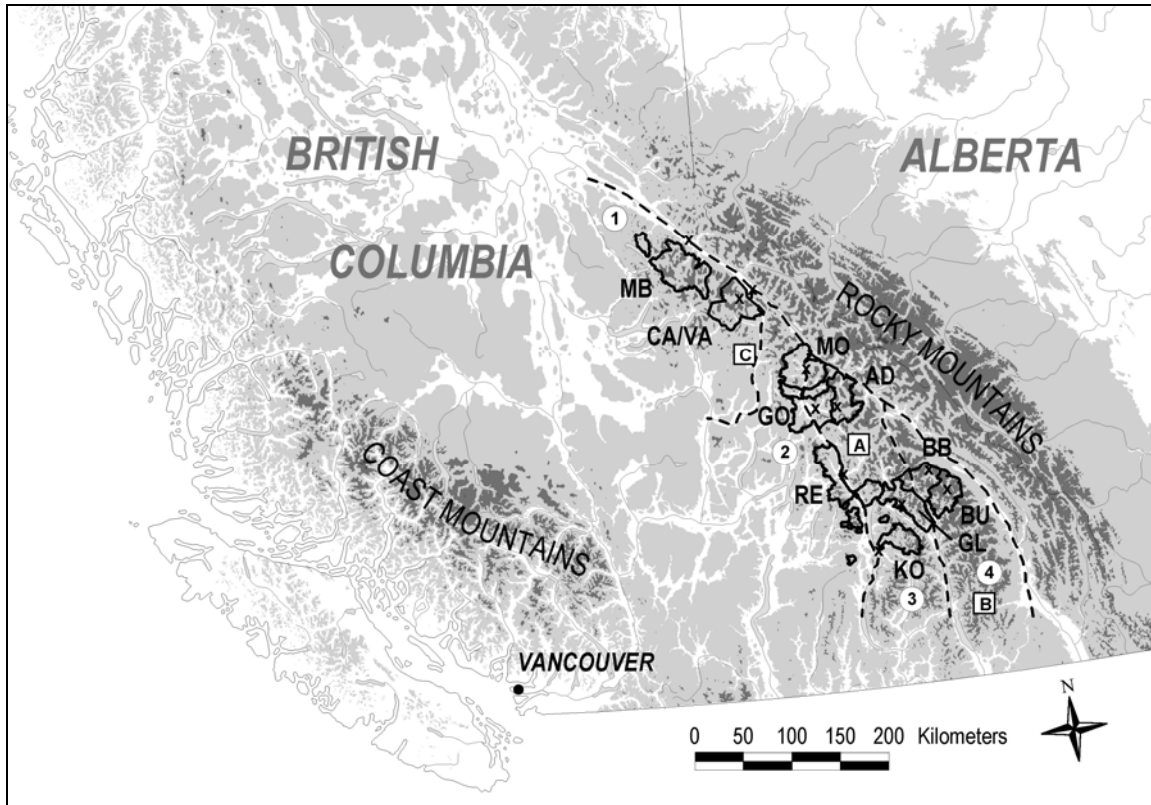 BRITISH
ALBERTA
1
COLUMBIA
MB
ROCKY MOUNTAINS
CA/VA
C
MO
AD
GO
A
2
BB
COAST MOUNTAINS
RE
BU
GL
KO
4
3
B
VANCOUVER
N
0 50 100 150 200 Kilometers